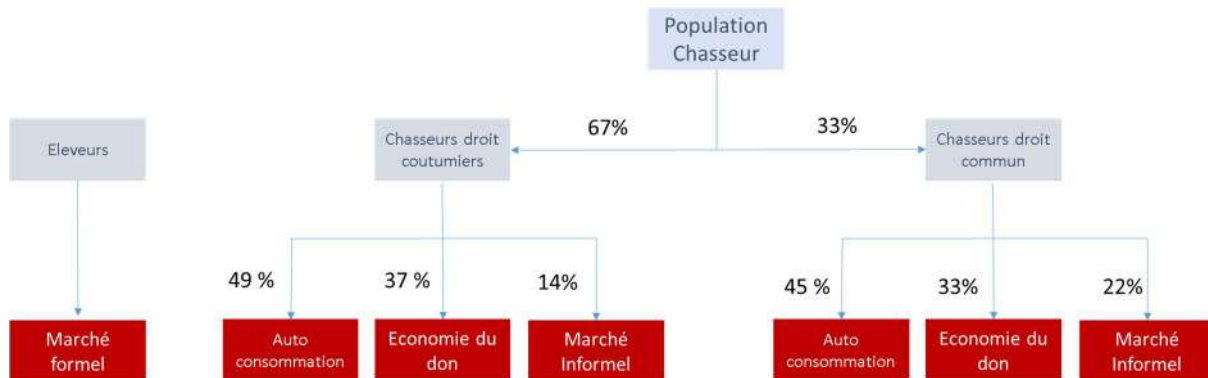 Population
Chasseur
67%
33%
Eleveurs
Chasseurs droit
coutumiers
Chasseurs droit
commun
49 %
37 %
14%
45 %
33%
22%
Marché
formel
Auto
consommation
Economie du
don
Marché
Informel
Auto
consommation
Economie du
don
Marché
Informel